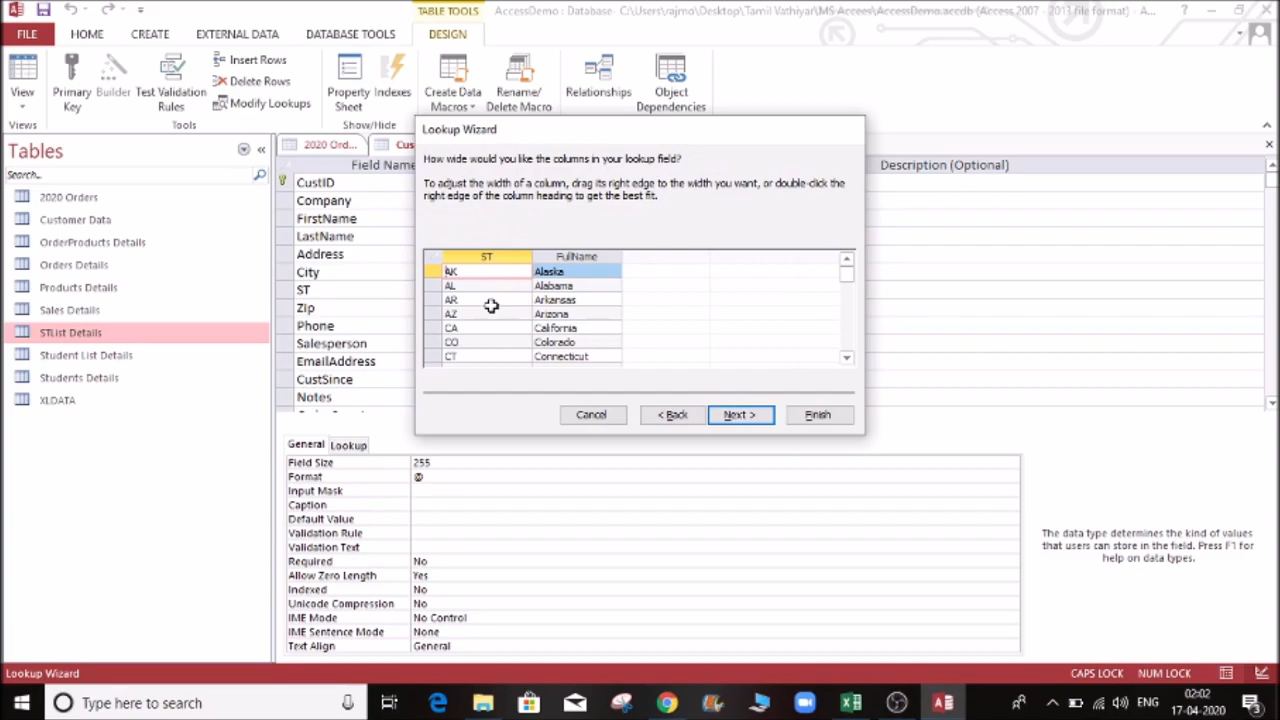 TABLE TOOLS
AccessDemo : Database- C:\Users\rajmo\Desktop\Tamil Vathiyar\MS Accees\AccessDemo.accdb (Access 2007 - 2013 file format) - A...
FILE
HOME
CREATE
EXTERNAL DATA
DATABASE TOOLS
DESIGN
View
Primary Key
Builder
Test Validation Rules
Insert Rows
Delete Rows
Modify Lookups
Property Sheet
Indexes
Create Data Macros
Rename/ Delete Macro
Relationships
Object Dependencies
Views
Tools
Show/Hide
Tables
Search...
2020 Orders
Customer Data
OrderProducts Details
Orders Details
Products Details
Sales Details
STList Details
Student List Details
Students Details
XLDATA
2020 Ord...
Cus
Field Name
Description (Optional)
CustID
Company
FirstName
LastName
Address
City
ST
Zip
Phone
Salesperson
EmailAddress
CustSince
Notes
Lookup Wizard
How wide would you like the columns in your lookup field?
To adjust the width of a column, drag its right edge to the width you want, or double-click the
right edge of the column heading to get the best fit.
ST FullName
AK Alaska
AL Alabama
AR Arkansas
AZ Arizona
CA California
CO Colorado
CT Connecticut
Cancel
< Back
Next >
Finish
General
Lookup
Field Size 255
Format @
Input Mask
Caption
Default Value
Validation Rule
Validation Text
Required No
Allow Zero Length Yes
Indexed No
Unicode Compression No
IME Mode No Control
IME Sentence Mode None
Text Align General
The data type determines the kind of values
that users can store in the field. Press F1 for
help on data types.
Lookup Wizard
CAPS LOCK
NUM LOCK
Type here to search
ENG
02:02
17-04-2020
3